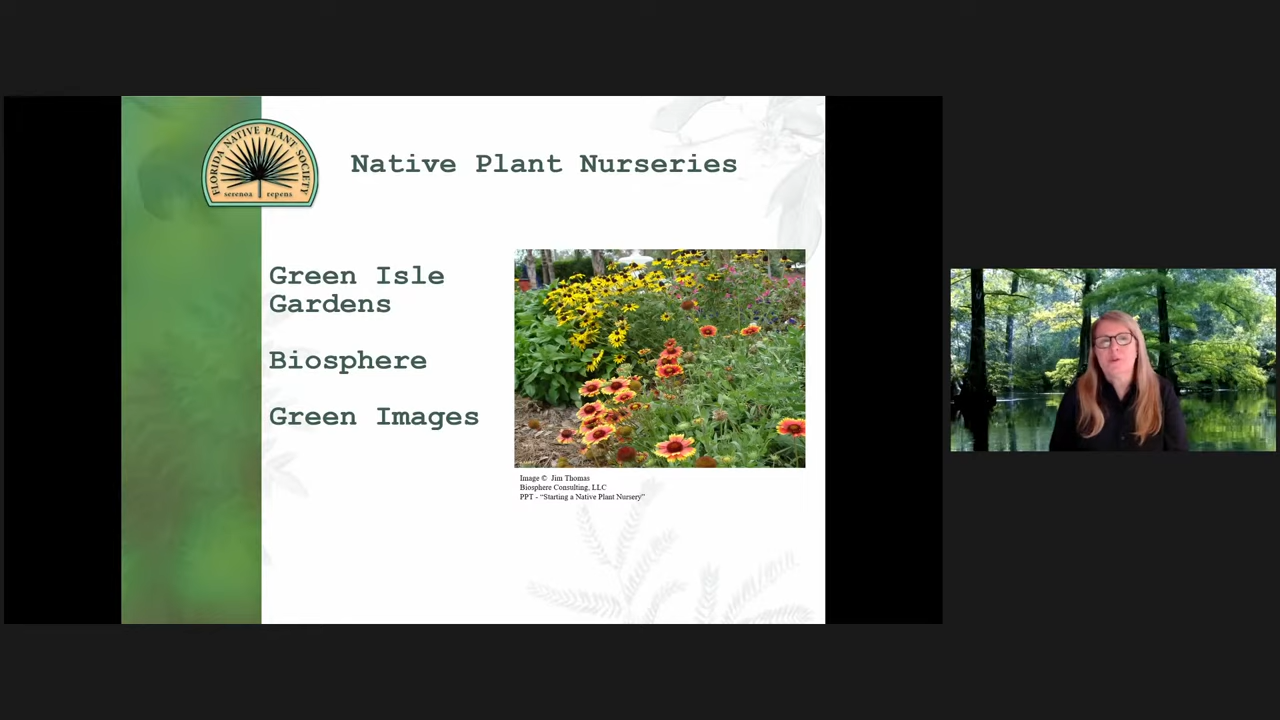 FLORIDA NATIVE PLANT SOCIETY
serenoa repens
Native Plant Nurseries
Green Isle
Gardens
Biosphere
Green Images
Image © Jim Thomas
Biosphere Consulting, LLC
PPT - “Starting a Native Plant Nursery”